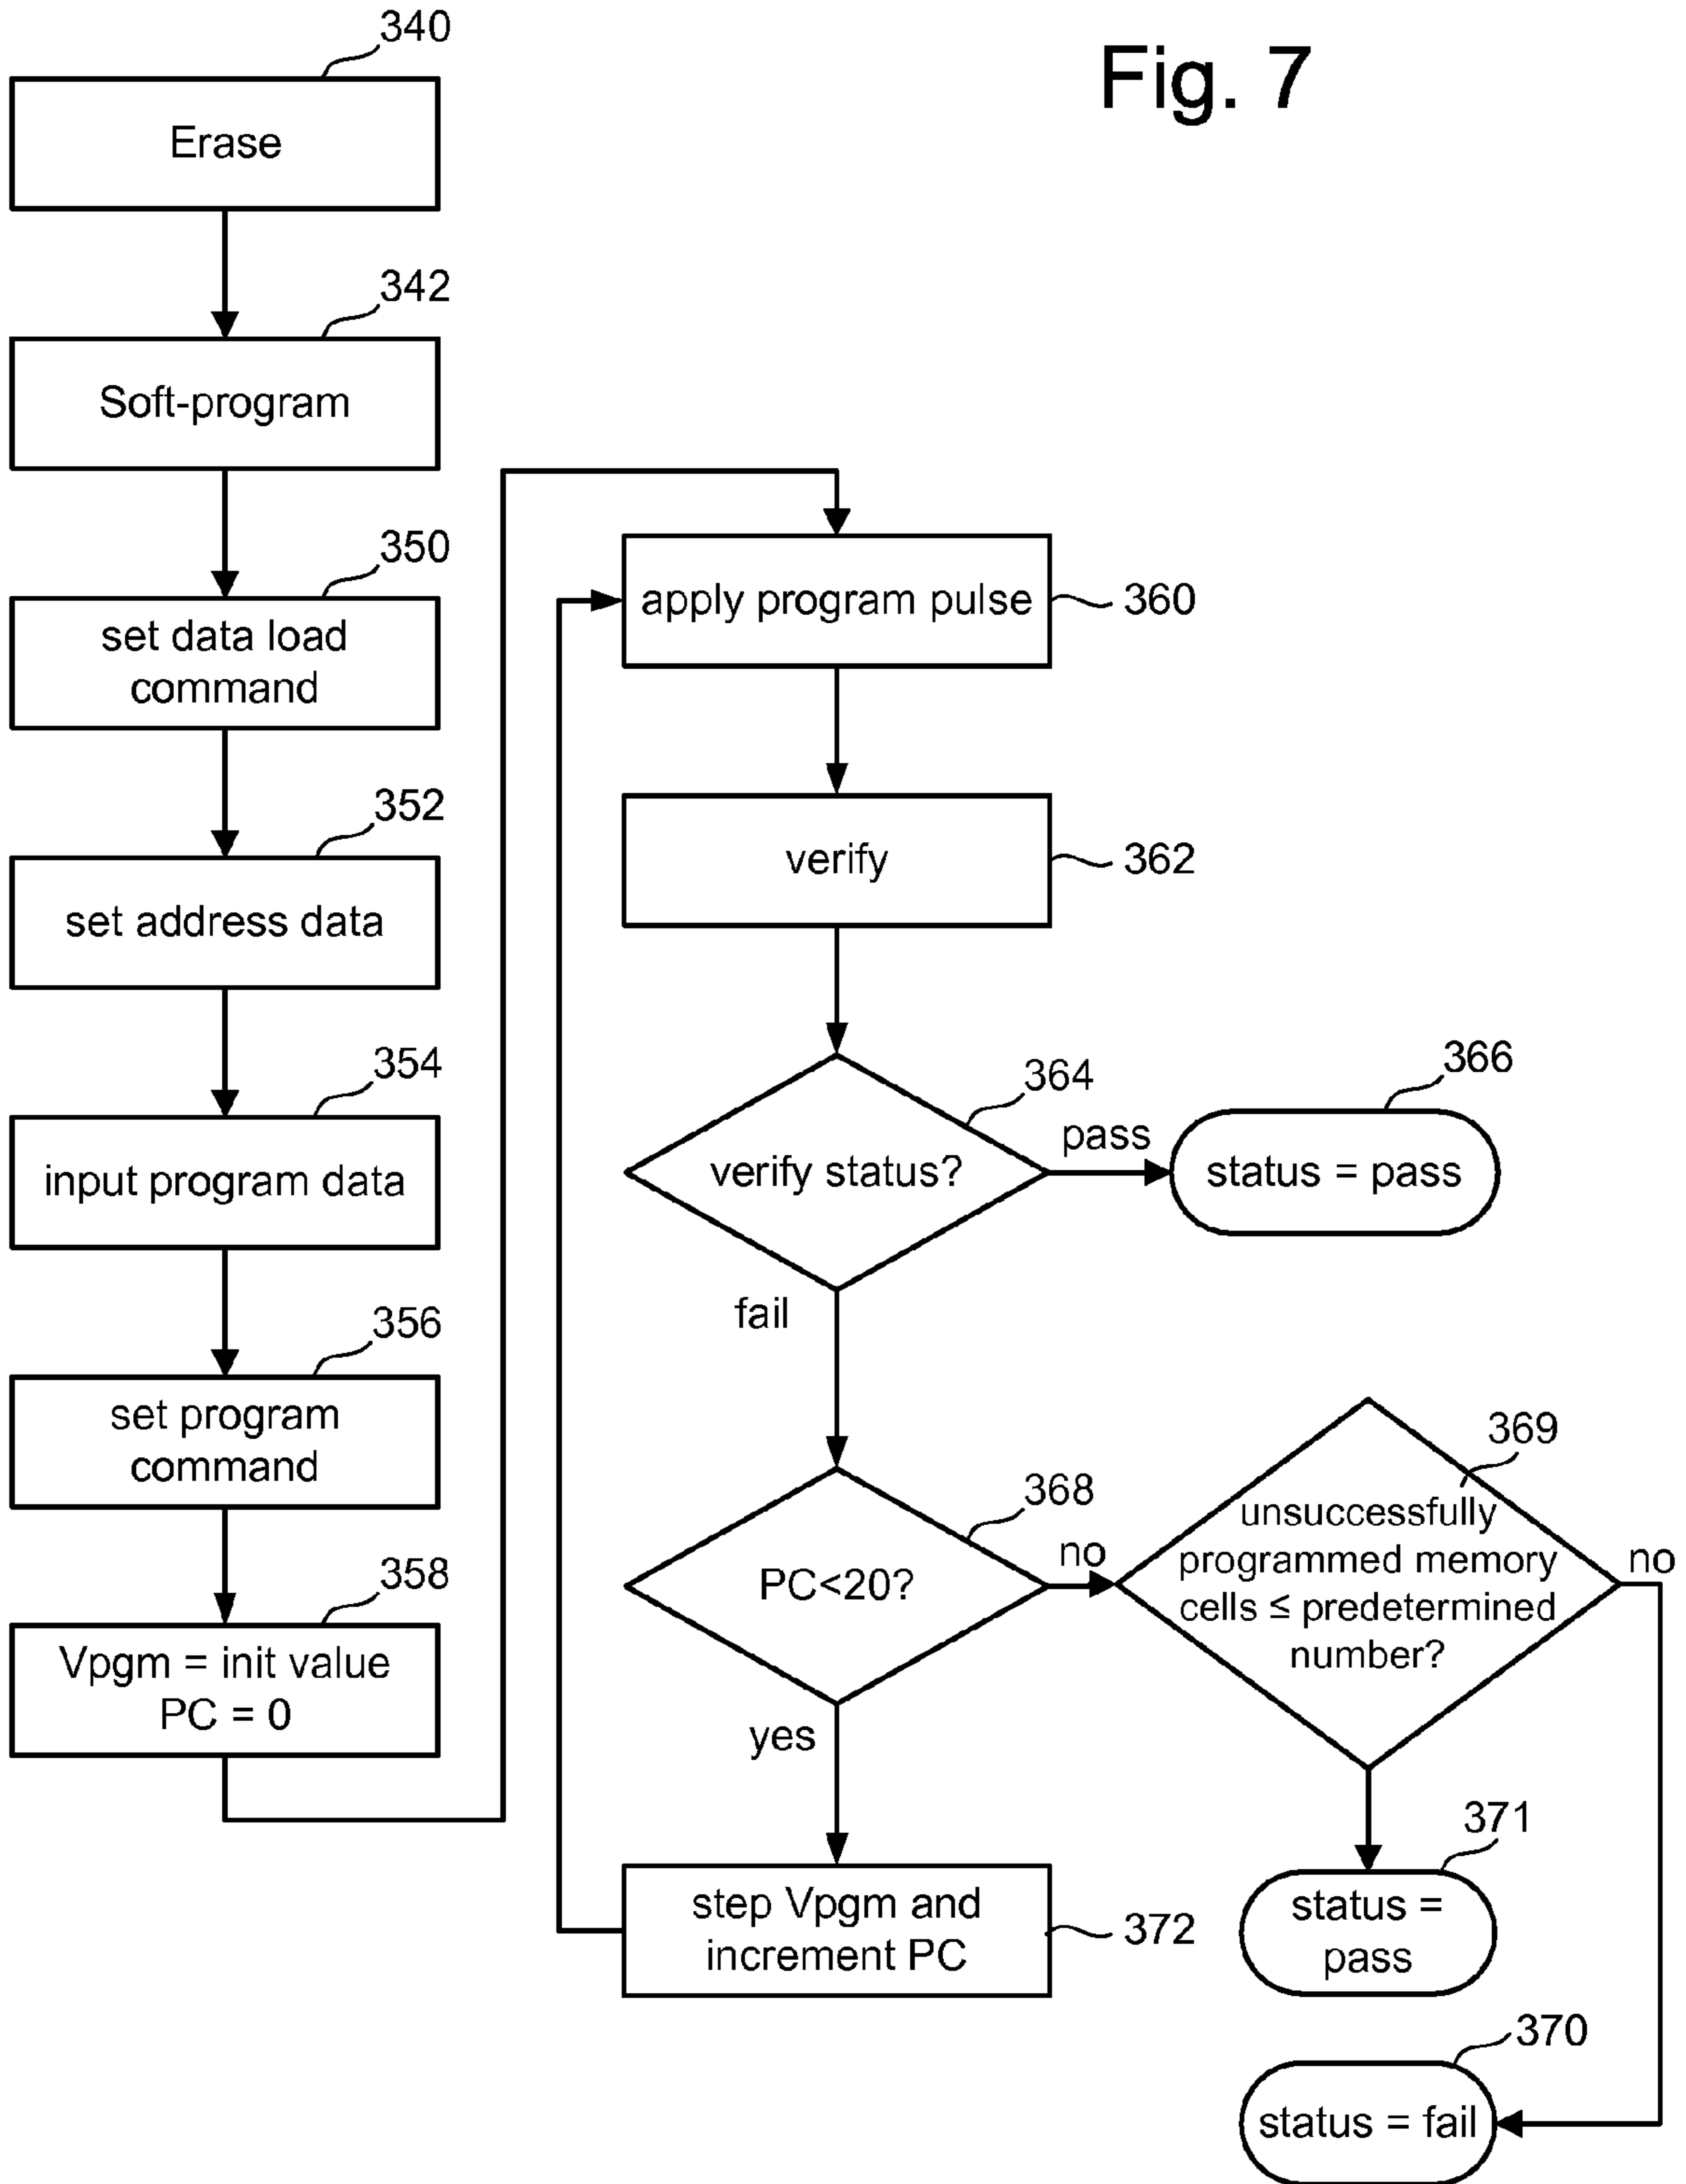 Fig. 7
340
Erase
342
Soft-program
350
set data load
command
352
set address data
354
input program data
356
set program
command
358
Vpgm = init value
PC = 0
apply program pulse
360
verify
362
364
verify status?
pass
366
status = pass
fail
368
PC<20?
no
369
unsuccessfully
programmed memory
cells ≤ predetermined
number?
no
yes
371
status =
pass
step Vpgm and
increment PC
372
370
status = fail